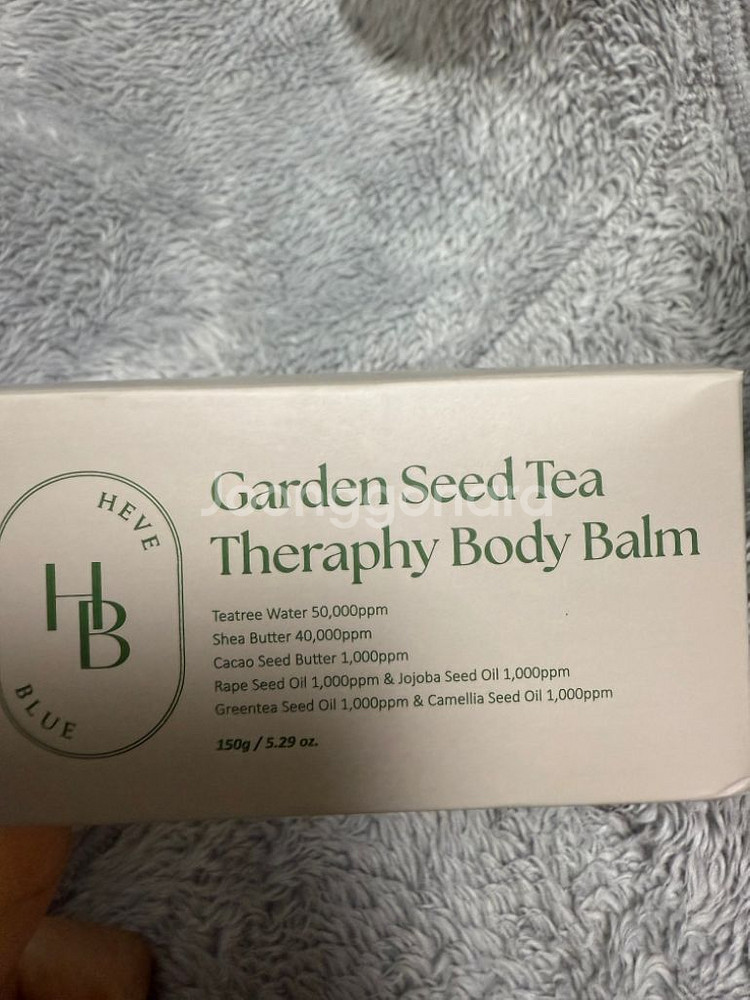 HEVE
HB
BLUE
Garden Seed Tea
Theraphy Body Balm
Teatree Water 50,000ppm
Shea Butter 40,000ppm
Cacao Seed Butter 1,000ppm
Rape Seed Oil 1,000ppm & Jojoba Seed Oil 1,000ppm
Greentea Seed Oil 1,000ppm & Camellia Seed Oil 1,000ppm
150g / 5.29 oz.
Joonggonara